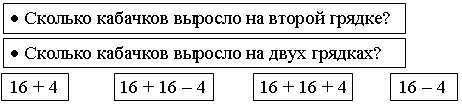 • Сколько кабачков выросло на второй грядке?
• Сколько кабачков выросло на двух грядках?
16 + 4 16 + 16 – 4 16 + 16 + 4 16 – 4